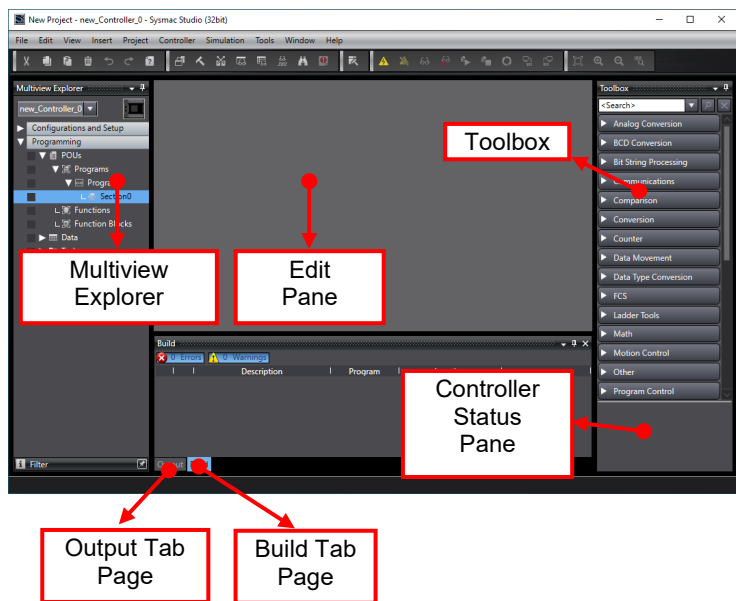 New Project - new_Controller_0 - Sysmac Studio (32bit)
File Edit View Insert Project Controller Simulation Tools Window Help
Multiview Explorer
new_Controller_0
Configurations and Setup
Programming
POUs
Programs
Section0
Functions
Function Blocks
Data
Multiview
Explorer
Filter
Edit
Pane
Build
0 Errors 0 Warnings
Description Program
Output
Toolbox
<Search>
Analog Conversion
BCD Conversion
Bit String Processing
Communications
Comparison
Conversion
Counter
Data Movement
Data Type Conversion
FCS
Ladder Tools
Math
Motion Control
Other
Program Control
Toolbox
Controller
Status
Pane
Output Tab
Page
Build Tab
Page